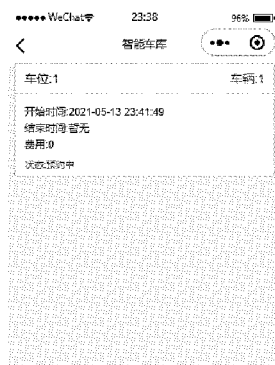 ●●●●● WeChat 23:38 96%
智能车库
车位:1 车辆:1
开始时间:2021-05-13 23:41:49
结束时间:暂无
费用:0
状态:预约中